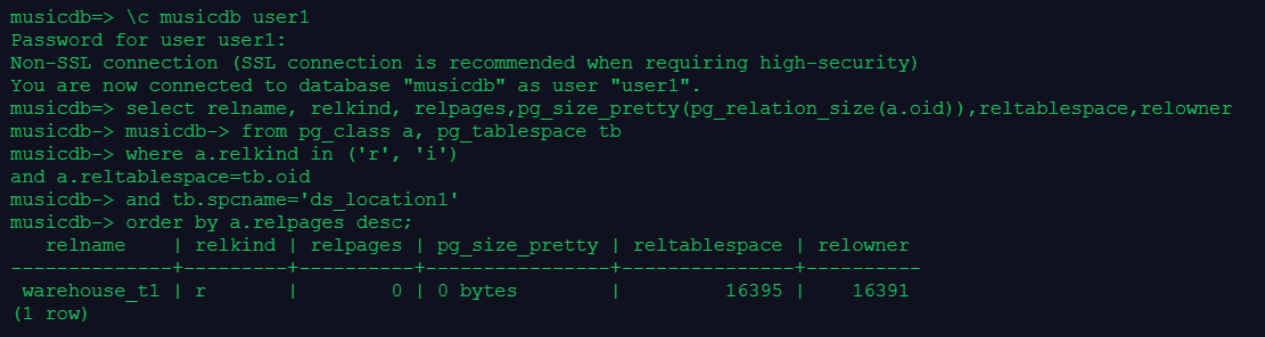 musicdb=> \c musicdb user1
Password for user user1:
Non-SSL connection (SSL connection is recommended when requiring high-security)
You are now connected to database "musicdb" as user "user1".
musicdb=> select relname, relkind, relpages,pg_size_pretty(pg_relation_size(a.oid)),reltablespace,relowner
musicdb-> musicdb-> from pg_class a, pg_tablespace tb
musicdb-> where a.relkind in ('r', 'i')
and a.reltablespace=tb.oid
musicdb-> and tb.spcname='ds_location1'
musicdb-> order by a.relpages desc;
   relname    | relkind | relpages | pg_size_pretty | reltablespace | relowner
--------------+---------+----------+----------------+---------------+----------
 warehouse_t1 | r       |        0 | 0 bytes        |         16395 |    16391
(1 row)